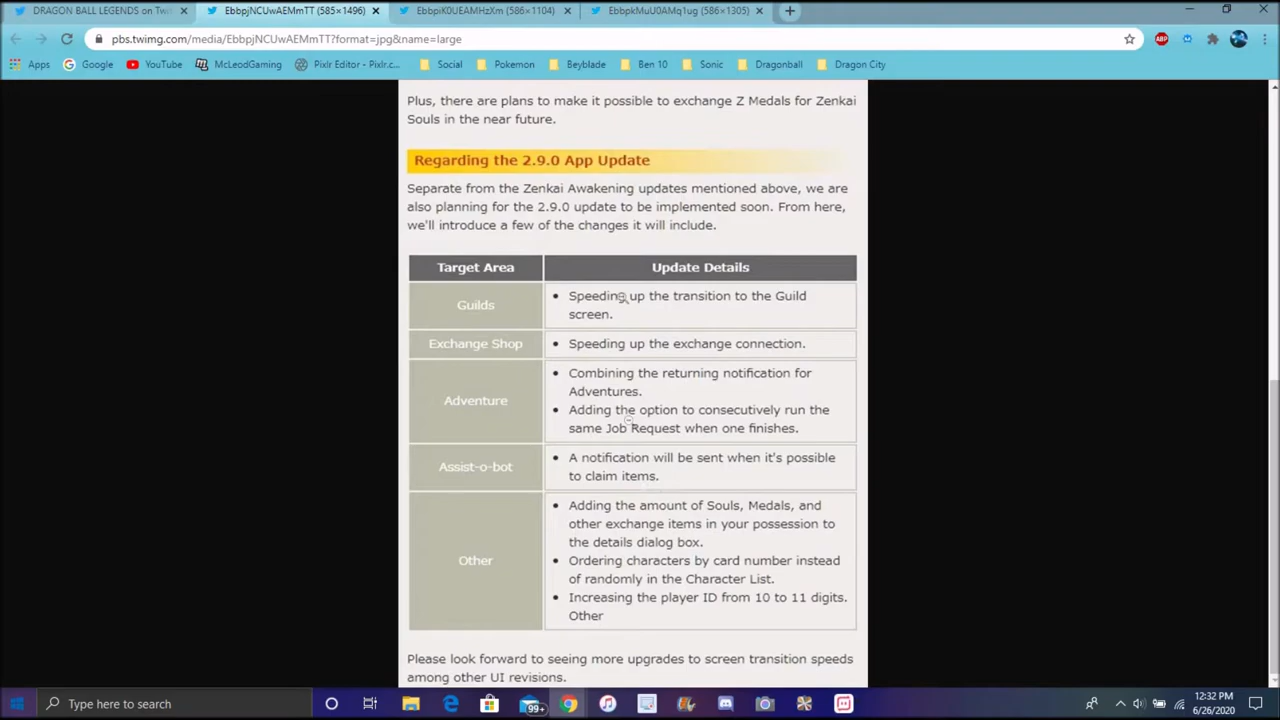 DRAGON BALL LEGENDS on Twitt
EbbpjNCUwAEMmTT (585×1496)
EbbpiK0UEAMHzXm (586×1104)
EbbpkMuU0AMq1ug (586×1305)
pbs.twimg.com/media/EbbpjNCUwAEMmTT?format=jpg&name=large
ABP
Apps
Google
YouTube
McLeodGaming
Pixlr Editor - Pixlr.c...
Social
Pokemon
Beyblade
Ben 10
Sonic
Dragonball
Dragon City
Plus, there are plans to make it possible to exchange Z Medals for Zenkai
Souls in the near future.
Regarding the 2.9.0 App Update
Separate from the Zenkai Awakening updates mentioned above, we are
also planning for the 2.9.0 update to be implemented soon. From here,
we'll introduce a few of the changes it will include.
Target Area
Update Details
Guilds
• Speeding up the transition to the Guild
screen.
Exchange Shop
• Speeding up the exchange connection.
Adventure
• Combining the returning notification for
Adventures.
• Adding the option to consecutively run the
same Job Request when one finishes.
Assist-o-bot
• A notification will be sent when it's possible
to claim items.
Other
• Adding the amount of Souls, Medals, and
other exchange items in your possession to
the details dialog box.
• Ordering characters by card number instead
of randomly in the Character List.
• Increasing the player ID from 10 to 11 digits.
Other
Please look forward to seeing more upgrades to screen transition speeds
among other UI revisions.
Type here to search
99+
12:32 PM
6/26/2020